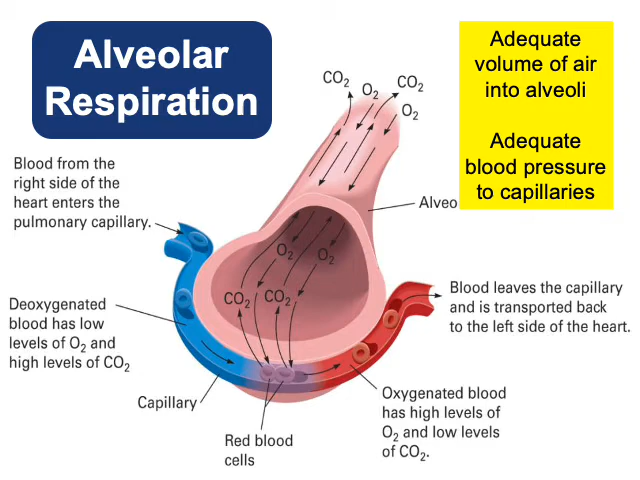 Alveolar
Respiration
Adequate
volume of air
into alveoli
Adequate
blood pressure
to capillaries
CO2
O2
CO2
O2
Blood from the
right side of the
heart enters the
pulmonary capillary.
Alveo
O2
O2
CO2
CO2
Blood leaves the capillary
and is transported back
to the left side of the heart.
Deoxygenated
blood has low
levels of O2 and
high levels of CO2
Capillary
Red blood
cells
Oxygenated blood
has high levels of
O2 and low levels
of CO2.